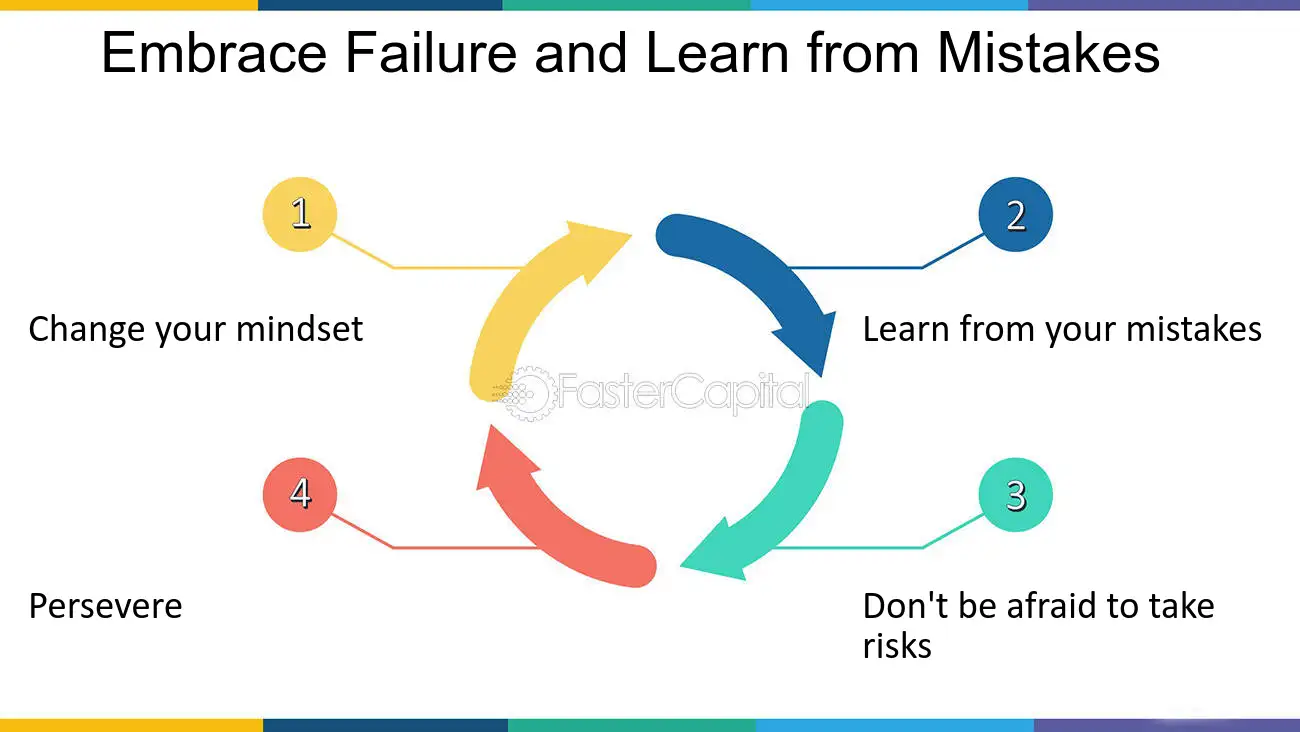 Embrace Failure and Learn from Mistakes
1
2
Change your mindset
Learn from your mistakes
FasterCapital
4
3
Persevere
Don't be afraid to take
risks